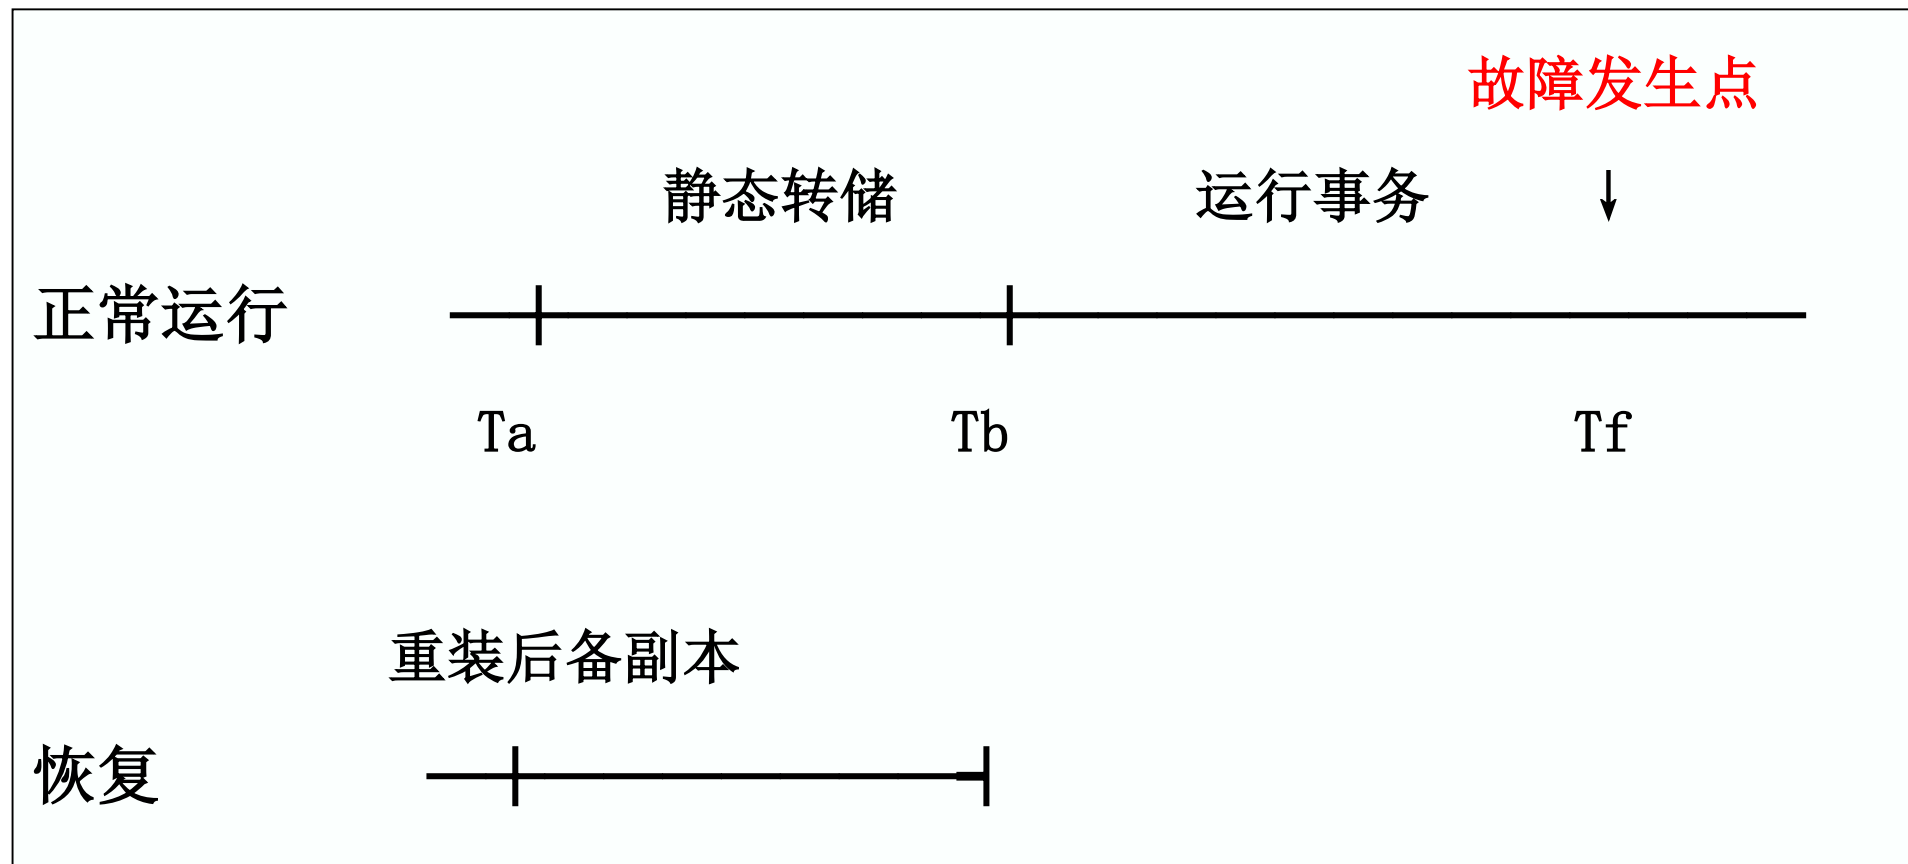 故障发生点
静态转储 运行事务 ↓
正常运行
Ta Tb Tf
重装后备副本
恢复